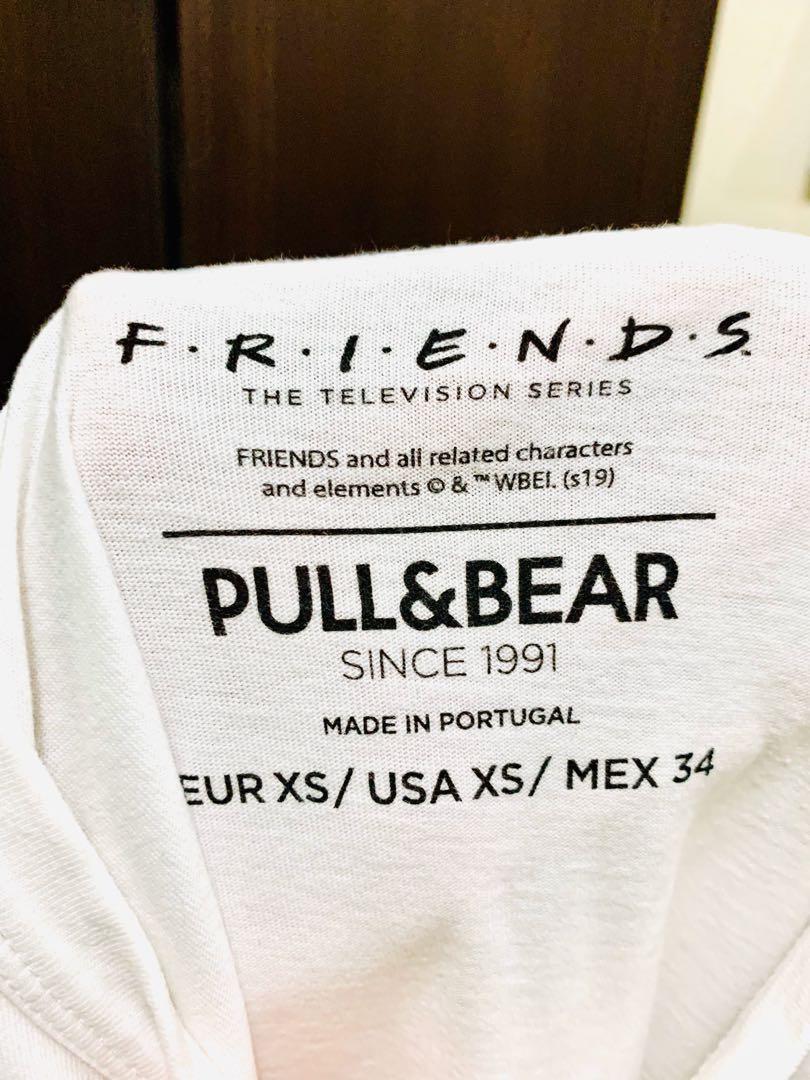 F·R·I·E·N·D·S™
THE TELEVISION SERIES
FRIENDS and all related characters
and elements © & ™ WBEI. (s19)
PULL&BEAR
SINCE 1991
MADE IN PORTUGAL
EUR XS/ USA XS/ MEX 34